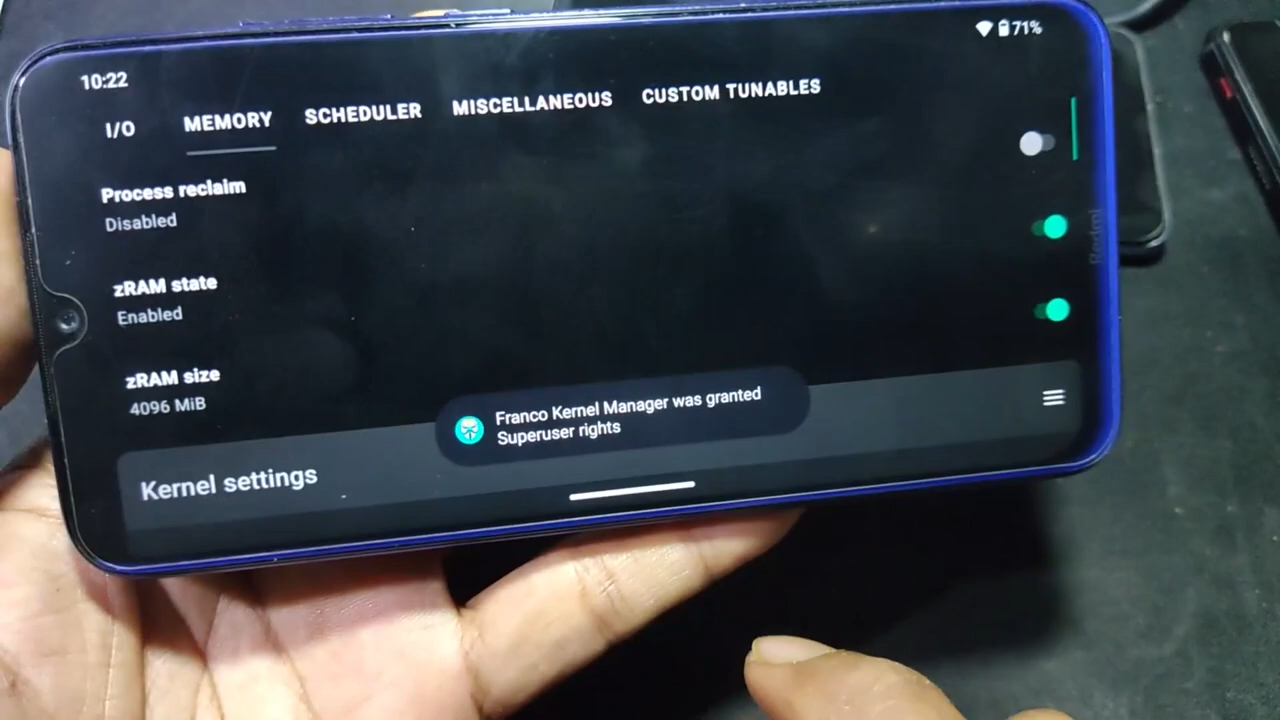 10:22
71%
I/O
MEMORY
SCHEDULER
MISCELLANEOUS
CUSTOM TUNABLES
Process reclaim
Disabled
zRAM state
Enabled
zRAM size
4096 MiB
Franco Kernel Manager was granted
Superuser rights
Kernel settings
Redmi